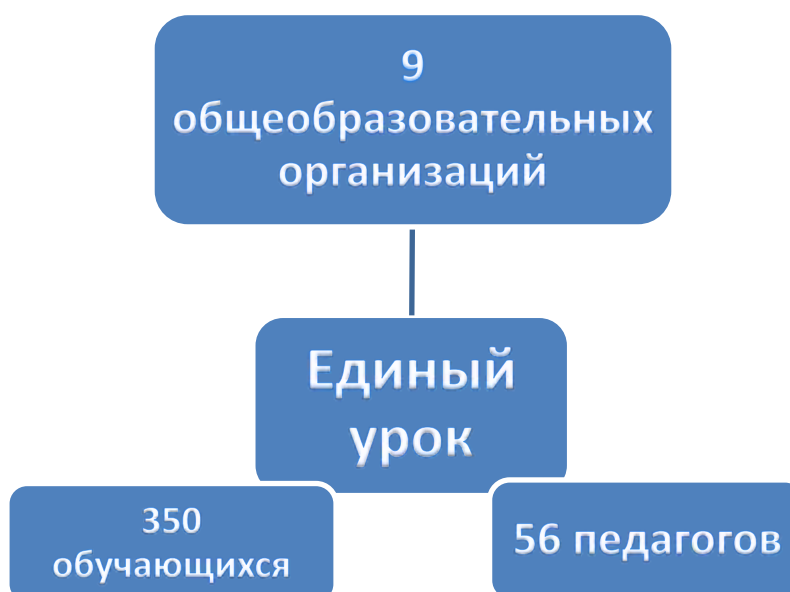 9
общеобразовательных
организаций
Единый
урок
350
обучающихся
56 педагогов